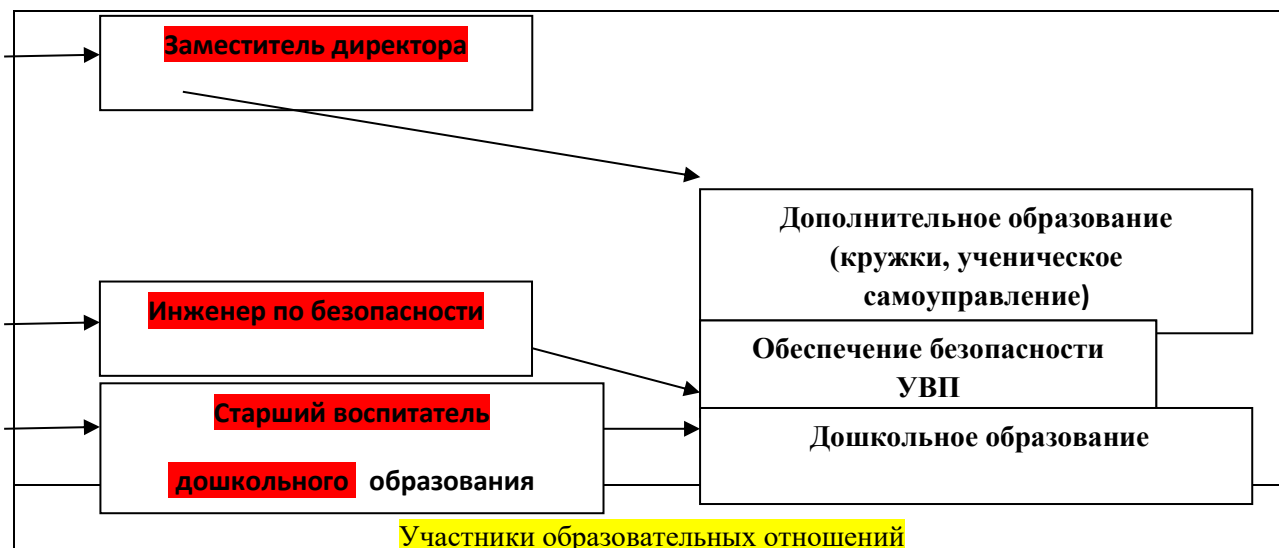 Заместитель директора
Дополнительное образование
(кружки, ученическое
самоуправление)
Инженер по безопасности
Обеспечение безопасности
УВП
Старший воспитатель
дошкольного образования
Дошкольное образование
Участники образовательных отношений